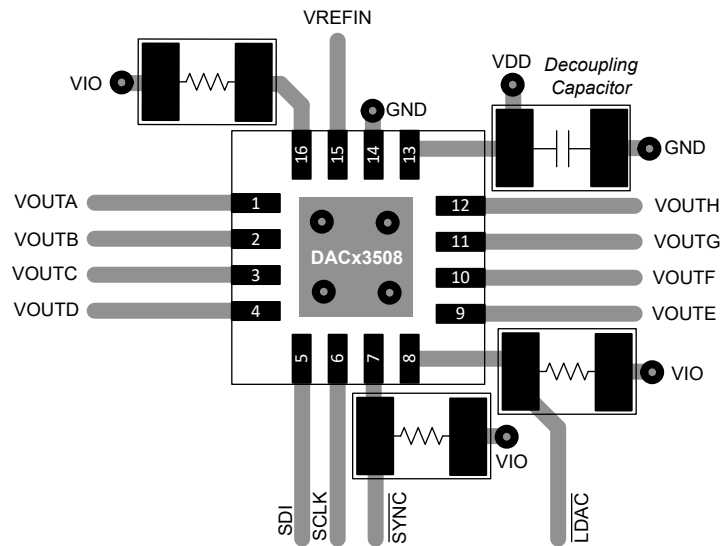 VREFIN
VIO
VDD
Decoupling
Capacitor
GND
GND
16 15 14 13
VOUTA 1
VOUTB 2
VOUTC 3
VOUTD 4
DACx3508
12 VOUTH
11 VOUTG
10 VOUTF
9 VOUTE
5 6 7 8
VIO
VIO
SDI
SCLK
SYNC
LDAC